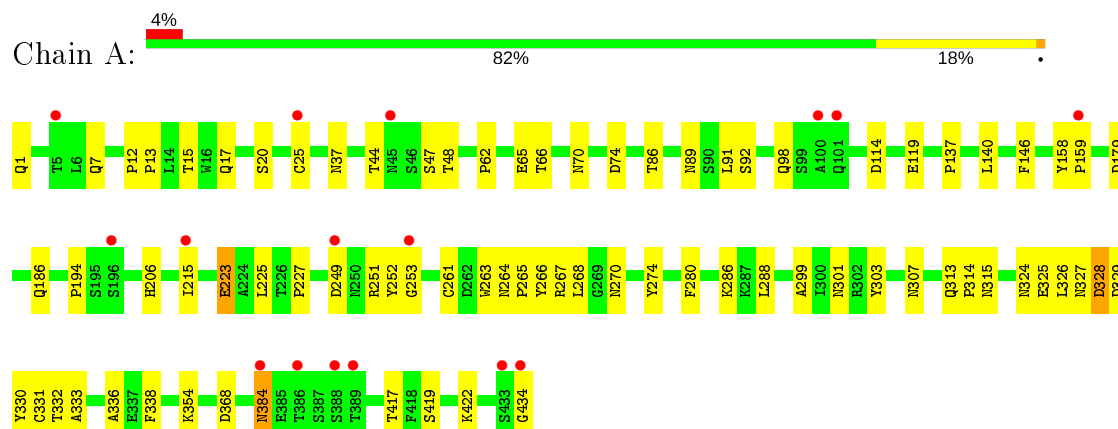 4%
Chain A:
82% 18% •
Q1 T5 L6 Q7 P12 P13 L14 T15 W16 Q17 S20 C25 N37 T44 N45 S46 S47 T48 P62 E65 T66 N70 D74 T86 N89 S90 L91 S92 Q98 S99 A100 Q101 D114 E119 P137 L140 F146 Y158 P159
Q186 P194 S195 S196 H206 I215 E223 A224 L225 T226 P227 D249 N250 R251 Y252 G253 C261 D262 W263 N264 P265 Y266 R267 L268 G269 N270 Y274 F280 K286 K287 L288 A299 I300 N301 R302 Y303 N307 Q313 P314 N315 N324 E325 L326 N327 D328 D329
Y330 C331 T332 A333 A336 E337 F338 K354 D368 N384 E385 T386 S387 S388 T389 T417 F418 S419 K422 S433 G434